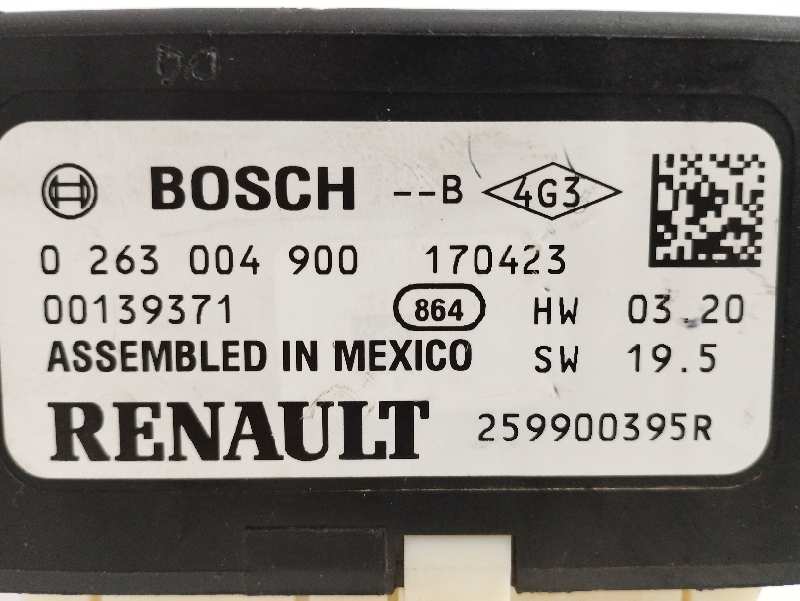 BOSCH --B 4G3
0 263 004 900 170423
00139371 864 HW 03.20
ASSEMBLED IN MEXICO SW 19.5
RENAULT 259900395R